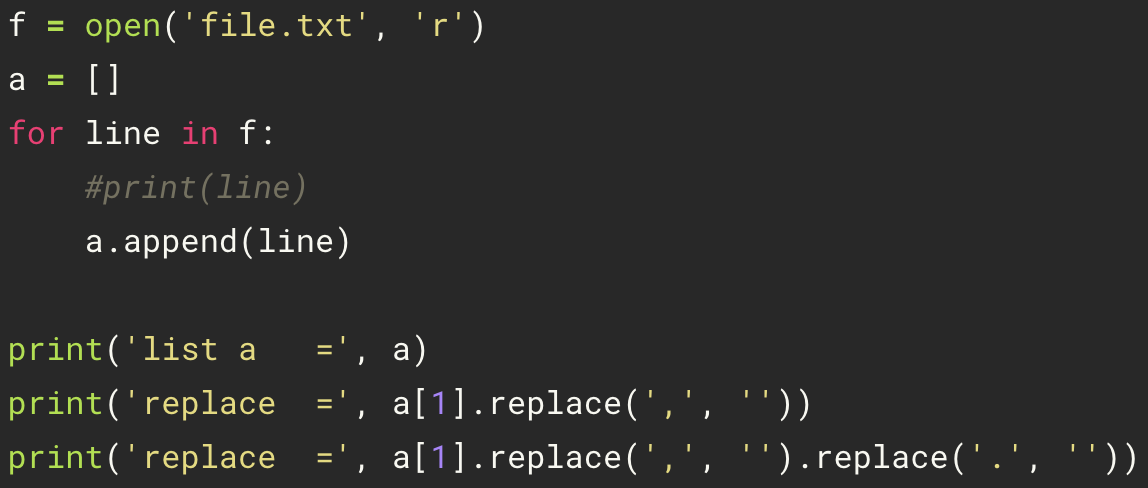 f = open('file.txt', 'r')
a = []
for line in f:
    #print(line)
    a.append(line)

print('list a   =', a)
print('replace  =', a[1].replace(',', ''))
print('replace  =', a[1].replace(',', '').replace('.', ''))